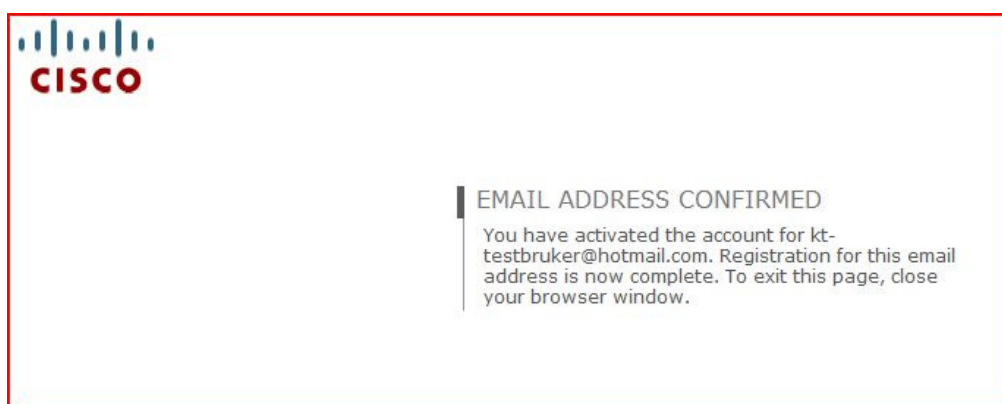 CISCO
EMAIL ADDRESS CONFIRMED
You have activated the account for kt-
testbruker@hotmail.com. Registration for this email
address is now complete. To exit this page, close
your browser window.